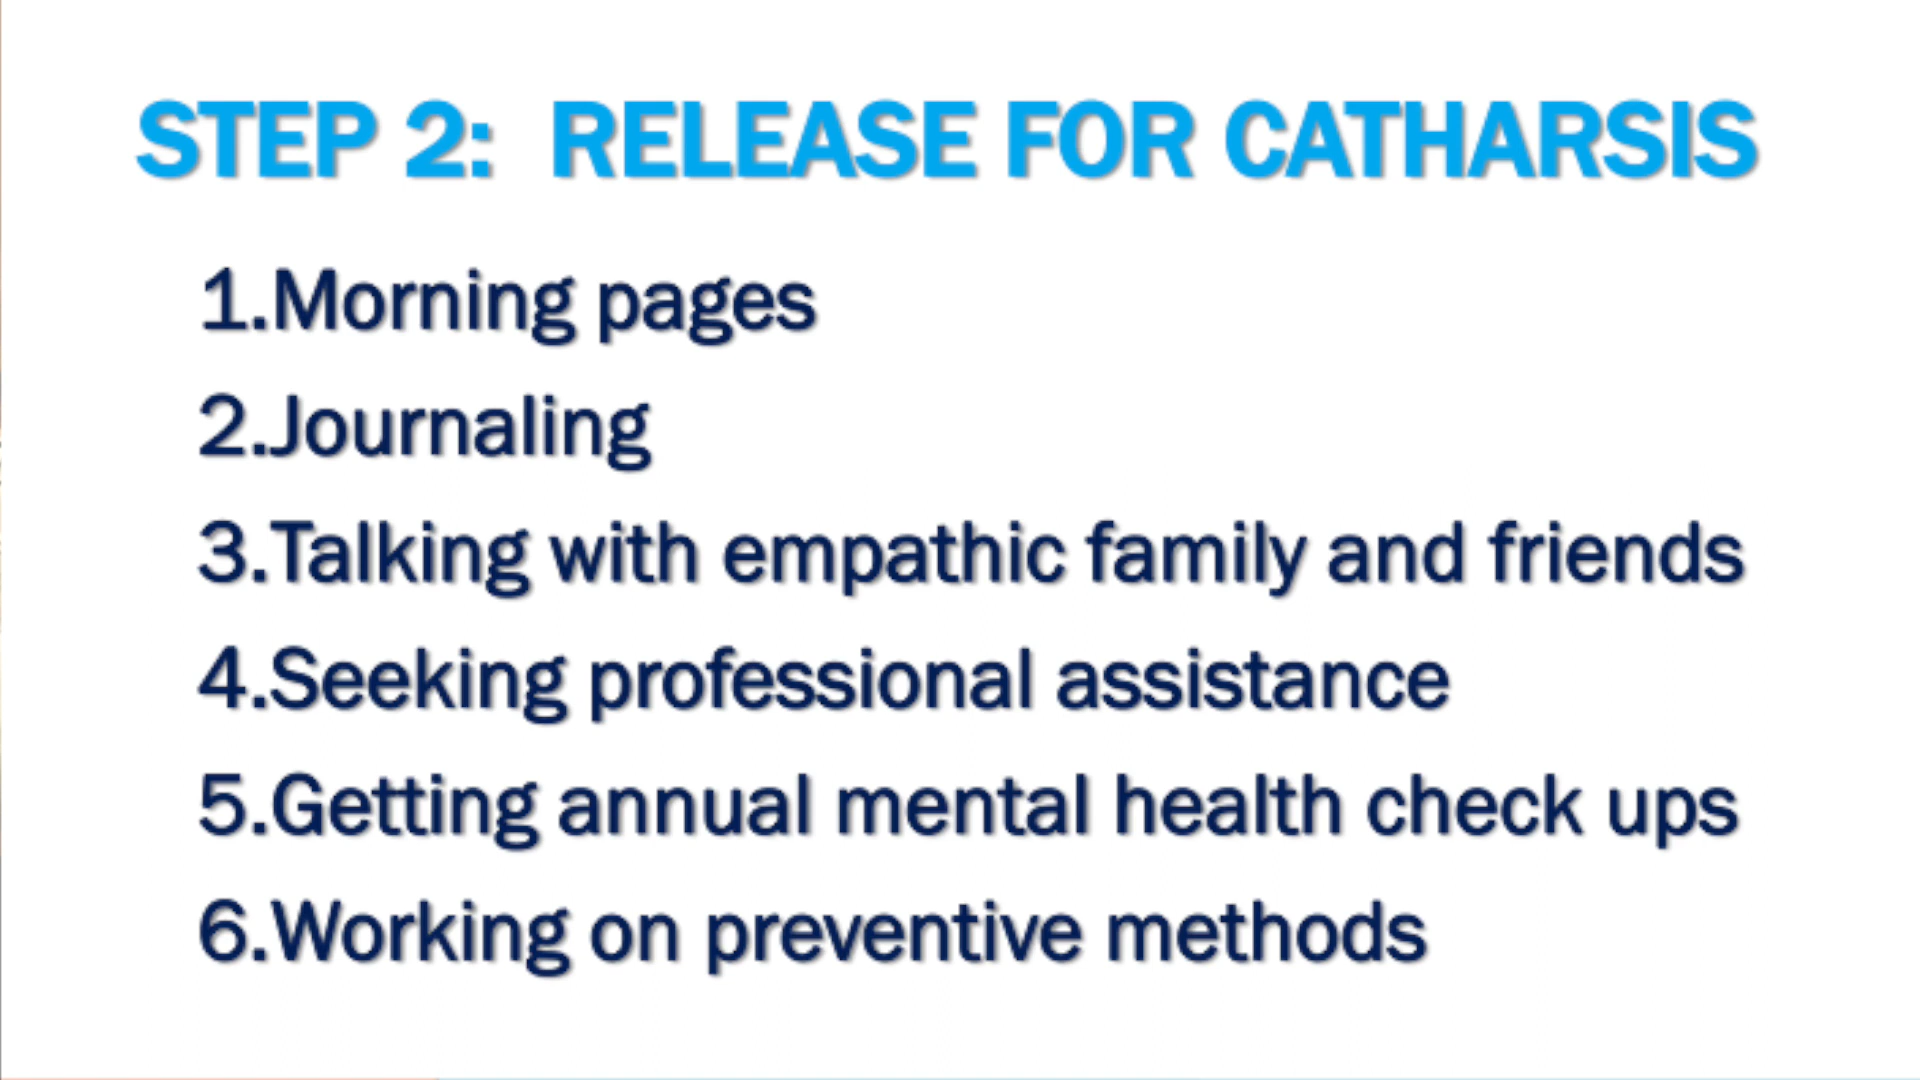 STEP 2: RELEASE FOR CATHARSIS
1.Morning pages
2.Journaling
3.Talking with empathic family and friends
4.Seeking professional assistance
5.Getting annual mental health check ups
6.Working on preventive methods